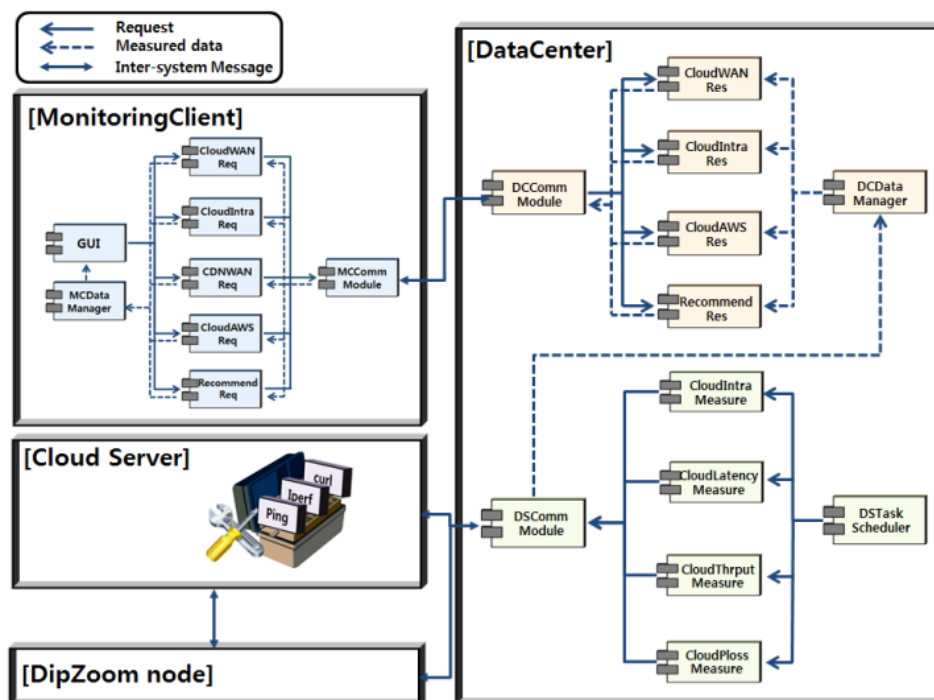 Request
Measured data
Inter-system Message
[MonitoringClient]
CloudWAN
Req
CloudIntra
Req
GUI
CDNWAN
Req
MCComm
Module
MCData
Manager
CloudAWS
Req
Recommend
Req
[Cloud Server]
curl
Iperf
Ping
[DipZoom node]
[DataCenter]
CloudWAN
Res
CloudIntra
Res
DCComm
Module
DCData
Manager
CloudAWS
Res
Recommend
Res
CloudIntra
Measure
CloudLatency
Measure
DSComm
Module
DSTask
Scheduler
CloudThrput
Measure
CloudPloss
Measure